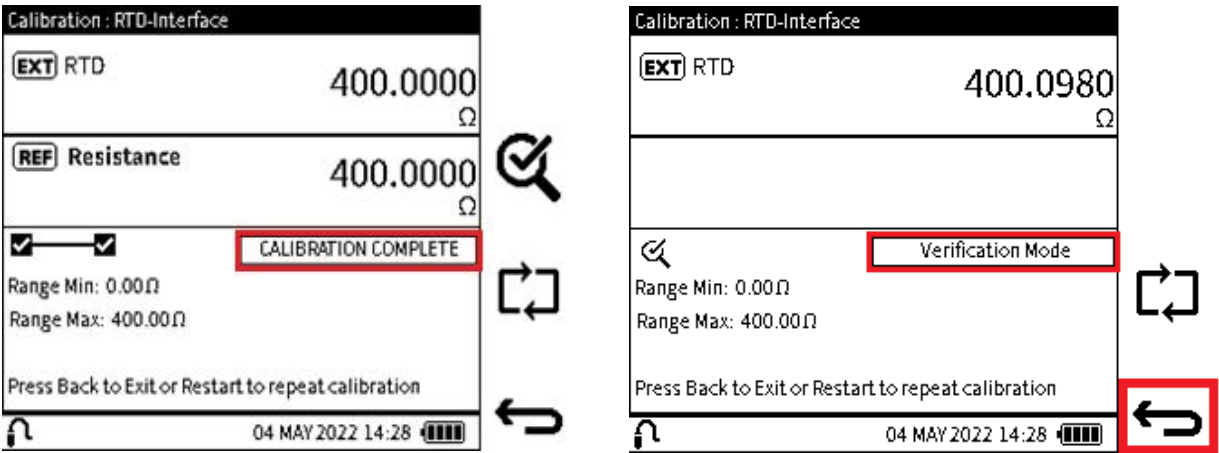 Calibration : RTD-Interface
EXT RTD
400.0000
Ω
REF Resistance
400.0000
Ω
CALIBRATION COMPLETE
Range Min: 0.00Ω
Range Max: 400.00Ω
Press Back to Exit or Restart to repeat calibration
04 MAY 2022 14:28
Calibration : RTD-Interface
EXT RTD
400.0980
Ω
Verification Mode
Range Min: 0.00Ω
Range Max: 400.00Ω
Press Back to Exit or Restart to repeat calibration
04 MAY 2022 14:28